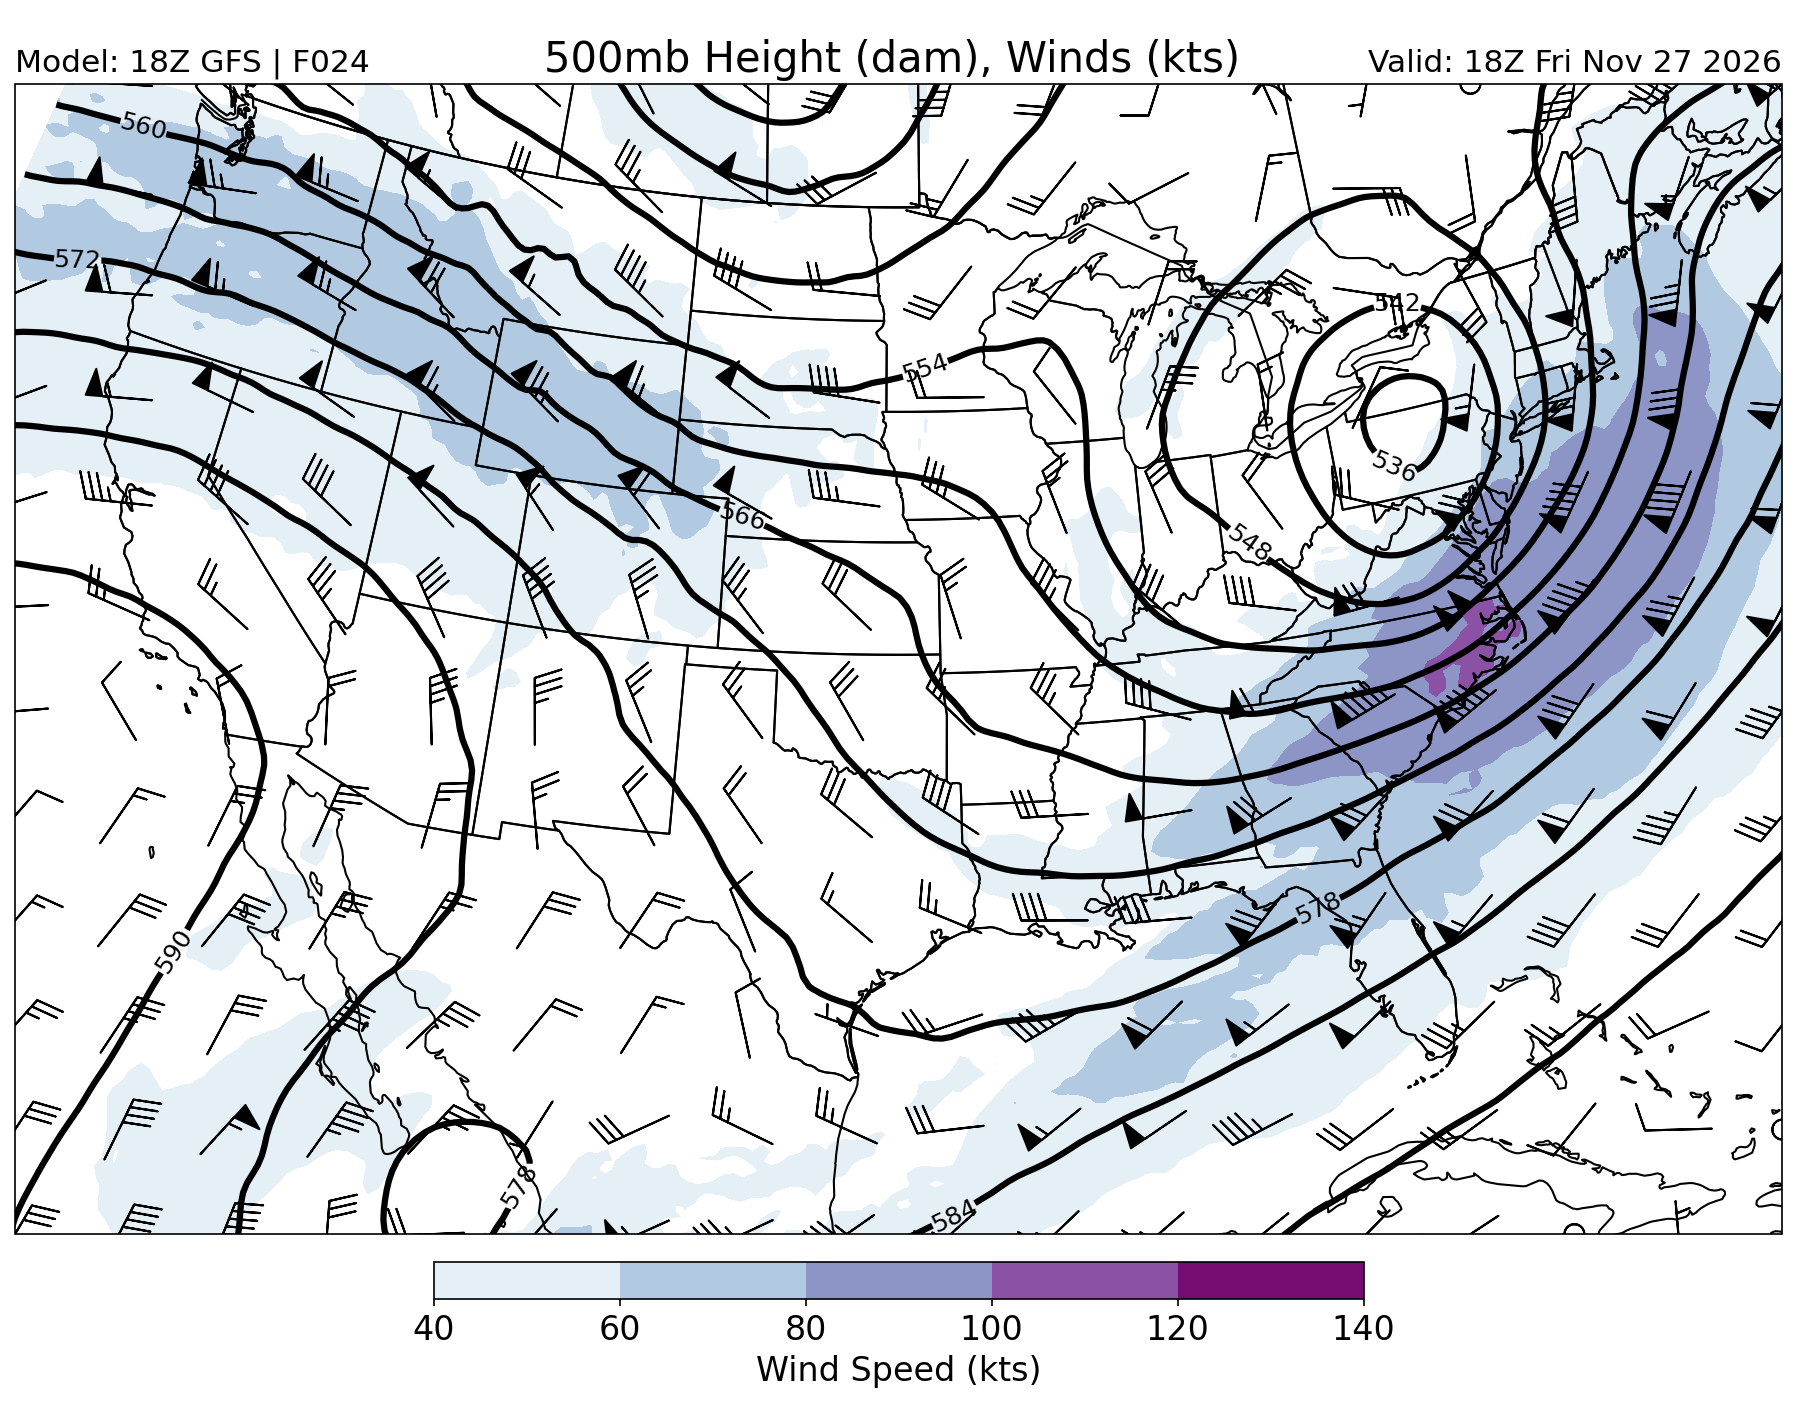 Model: 18Z GFS | F024
500mb Height (dam), Winds (kts)
Valid: 18Z Fri Nov 27 2026
560
572
542
554
536
566
548
578
590
578
584
40 60 80 100 120 140
Wind Speed (kts)